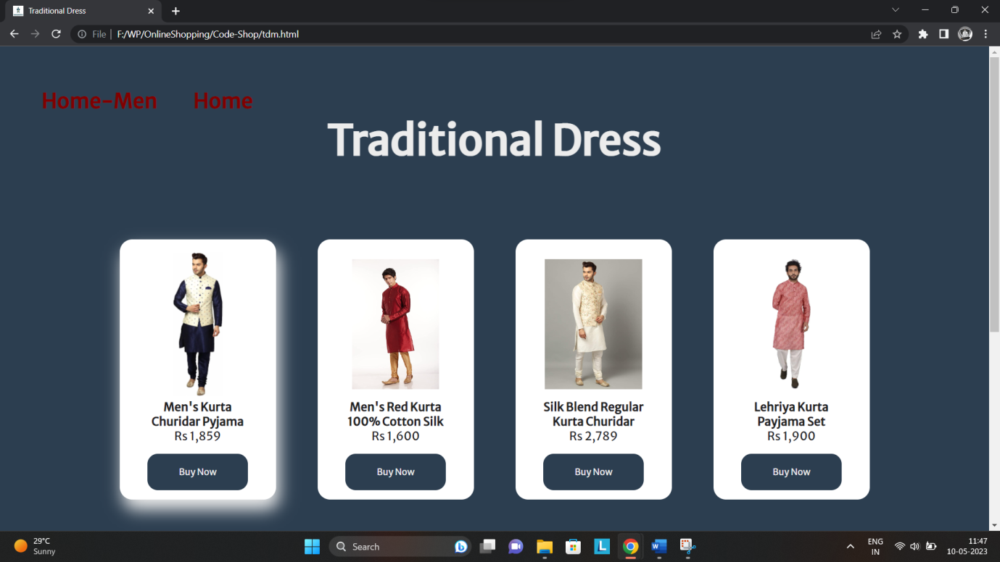 Traditional Dress
File | F:/WP/OnlineShopping/Code-Shop/tdm.html
Home-Men Home
Traditional Dress
Men's Kurta
Churidar Pyjama
Rs 1,859
Buy Now
Men's Red Kurta
100% Cotton Silk
Rs 1,600
Buy Now
Silk Blend Regular
Kurta Churidar
Rs 2,789
Buy Now
Lehriya Kurta
Payjama Set
Rs 1,900
Buy Now
29°C
Sunny
Search
ENG
IN
11:47
10-05-2023